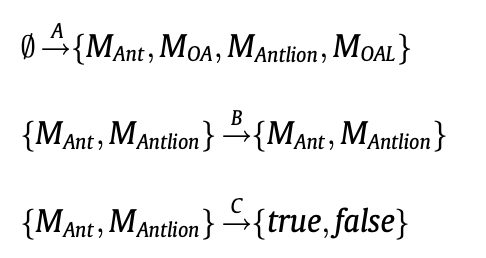 ∅ —A→ {M_Ant, M_OA, M_Antlion, M_OAL}
{M_Ant, M_Antlion} —B→ {M_Ant, M_Antlion}
{M_Ant, M_Antlion} —C→ {true, false}